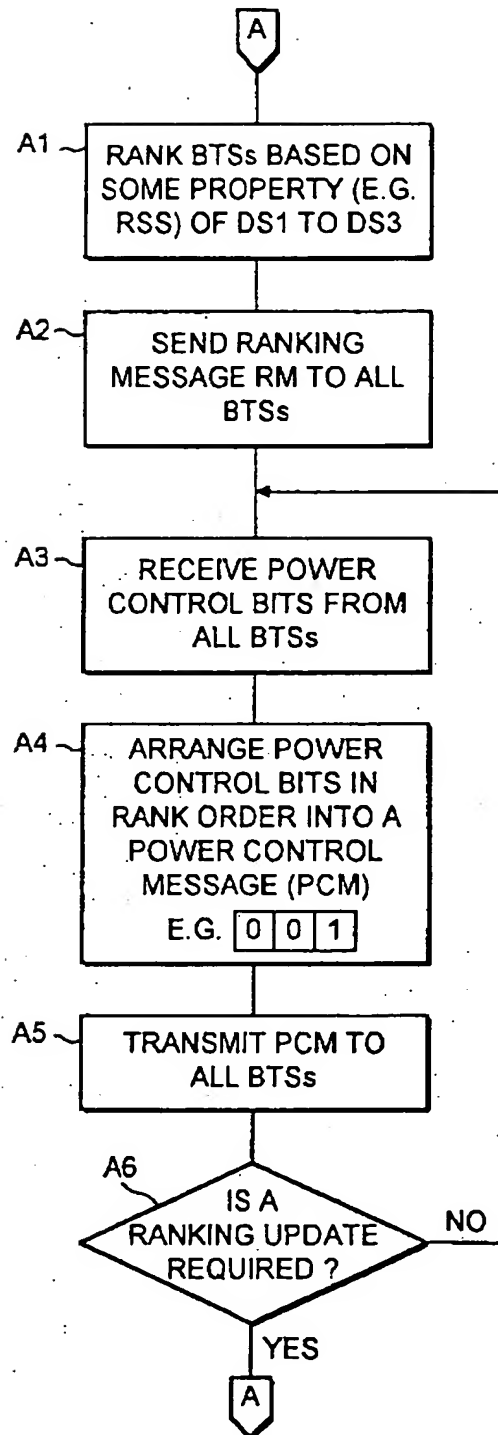 A
A1
RANK BTSs BASED ON
SOME PROPERTY (E.G.
RSS) OF DS1 TO DS3
A2
SEND RANKING
MESSAGE RM TO ALL
BTSs
A3
RECEIVE POWER
CONTROL BITS FROM
ALL BTSs
A4
ARRANGE POWER
CONTROL BITS IN
RANK ORDER INTO A
POWER CONTROL
MESSAGE (PCM)
E.G. 0 0 1
A5
TRANSMIT PCM TO
ALL BTSs
A6
IS A
RANKING UPDATE
REQUIRED ?
NO
YES
A